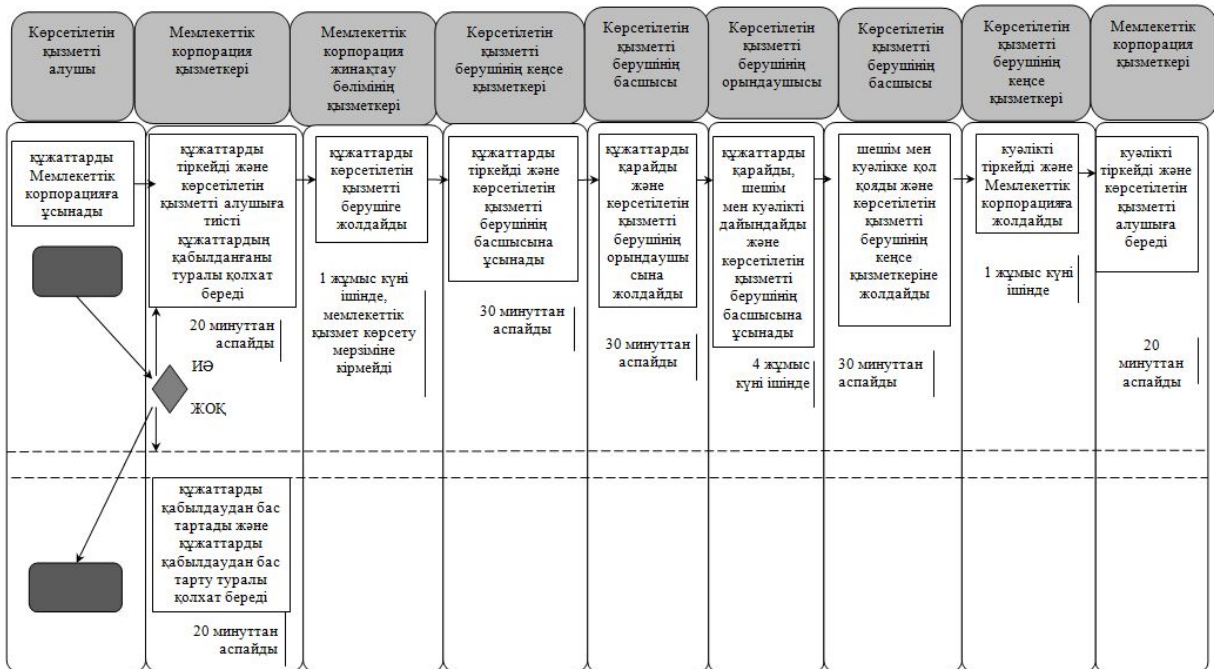 Көрсетілетін
қызметті
алушы
Мемлекеттік
корпорация
қызметкері
Мемлекеттік
корпорация
жинақтау
бөлімінің
қызметкері
Көрсетілетін
қызметті
берушінің кеңсе
қызметкері
Көрсетілетін
қызметті
берушінің
басшысы
Көрсетілетін
қызметті
берушінің
орындаушысы
Көрсетілетін
қызметті
берушінің
басшысы
Көрсетілетін
қызметті
берушінің
кеңсе
қызметкері
Мемлекеттік
корпорация
қызметкері
құжаттарды
Мемлекеттік
корпорацияға
ұсынады
құжаттарды
тіркейді және
көрсетілетін
қызметті алушыға
тиісті
құжаттардың
қабылданғаны
туралы қолхат
береді
20 минуттан
аспайды
құжаттарды
көрсетілетін
қызметті
берушіге
жолдайды
1 жұмыс күні
ішінде,
мемлекеттік
қызмет көрсету
мерзіміне
кірмейді
құжаттарды
тіркейді және
көрсетілетін
қызметті
берушінің
басшысына
ұсынады
30 минуттан
аспайды
құжаттарды
қарайды және
көрсетілетін
қызметті
берушінің
орындаушы
сына
жолдайды
30 минуттан
аспайды
құжаттарды
қарайды,
шешім
мен куәлікті
дайындайды
және
көрсетілетін
қызметті
берушінің
басшысына
ұсынады
4 жұмыс
күні ішінде
шешім мен
куәлікке қол
қояды және
көрсетілетін
қызметті
берушінің
кеңсе
қызметкеріне
жолдайды
30 минуттан
аспайды
куәлікті
тіркейді және
Мемлекеттік
корпорацияға
жолдайды
1 жұмыс күні
ішінде
куәлікті
тіркейді және
көрсетілетін
қызметті
алушыға
береді
20
минуттан
аспайды
ИӘ
ЖОҚ
құжаттарды
қабылдаудан бас
тартады және
құжаттарды
қабылдаудан бас
тарту туралы
қолхат береді
20 минуттан
аспайды